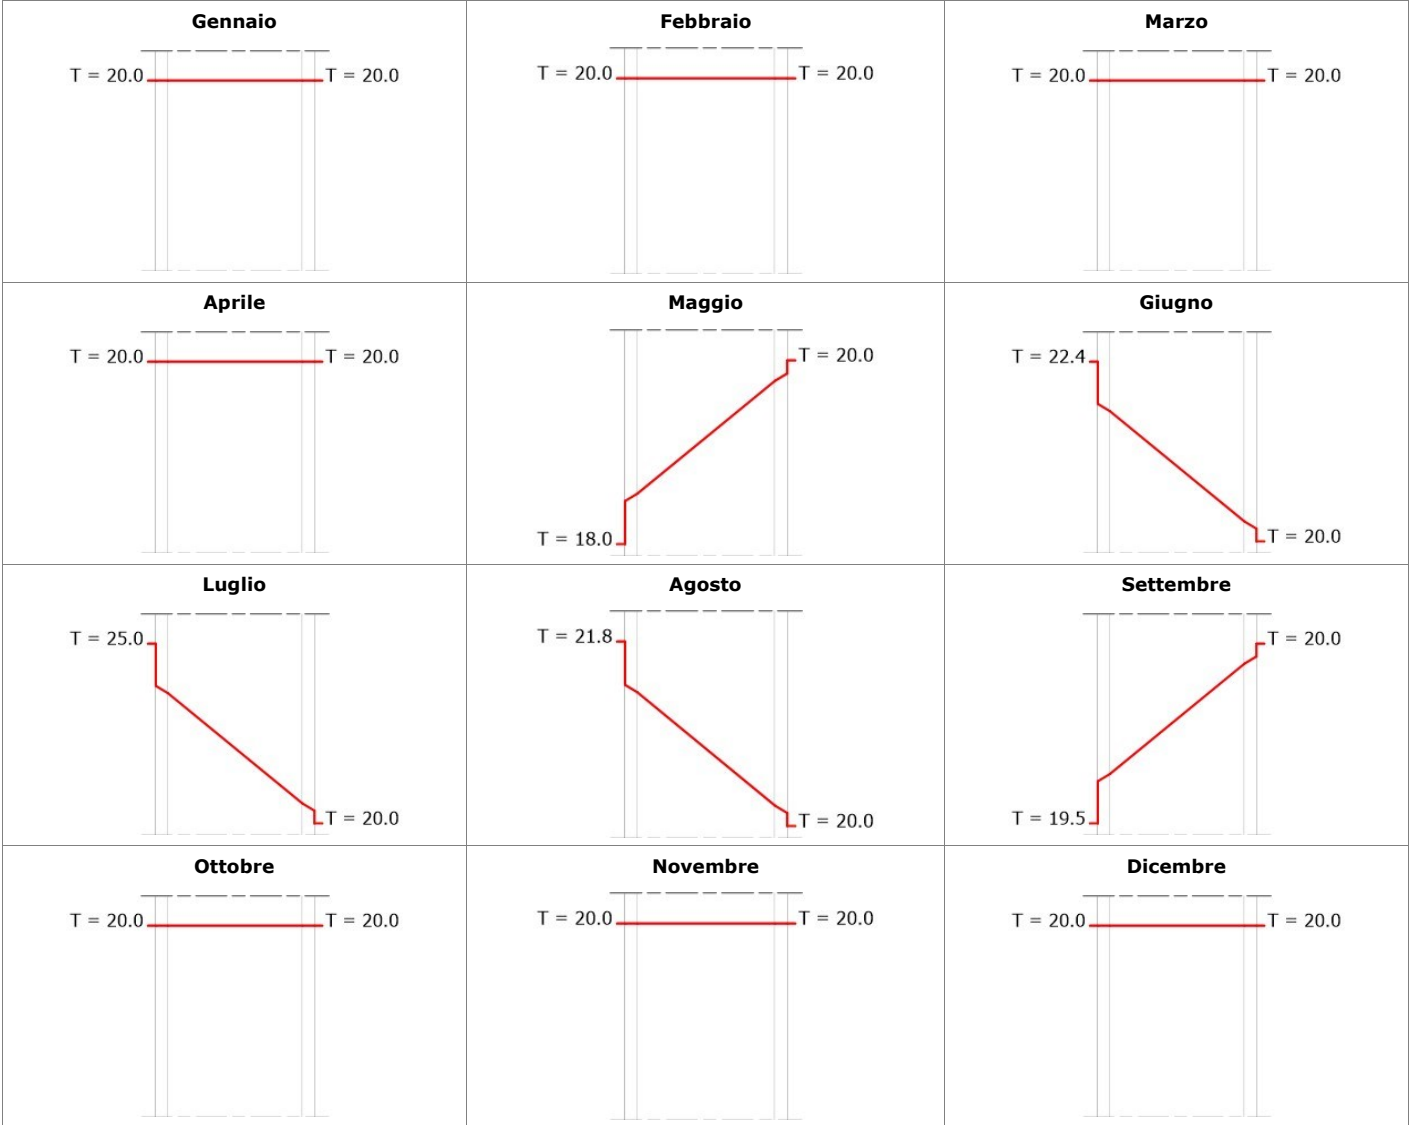 Gennaio
T = 20.0 T = 20.0
Febbraio
T = 20.0 T = 20.0
Marzo
T = 20.0 T = 20.0
Aprile
T = 20.0 T = 20.0
Maggio
T = 20.0
T = 18.0
Giugno
T = 22.4
T = 20.0
Luglio
T = 25.0
T = 20.0
Agosto
T = 21.8
T = 20.0
Settembre
T = 20.0
T = 19.5
Ottobre
T = 20.0 T = 20.0
Novembre
T = 20.0 T = 20.0
Dicembre
T = 20.0 T = 20.0